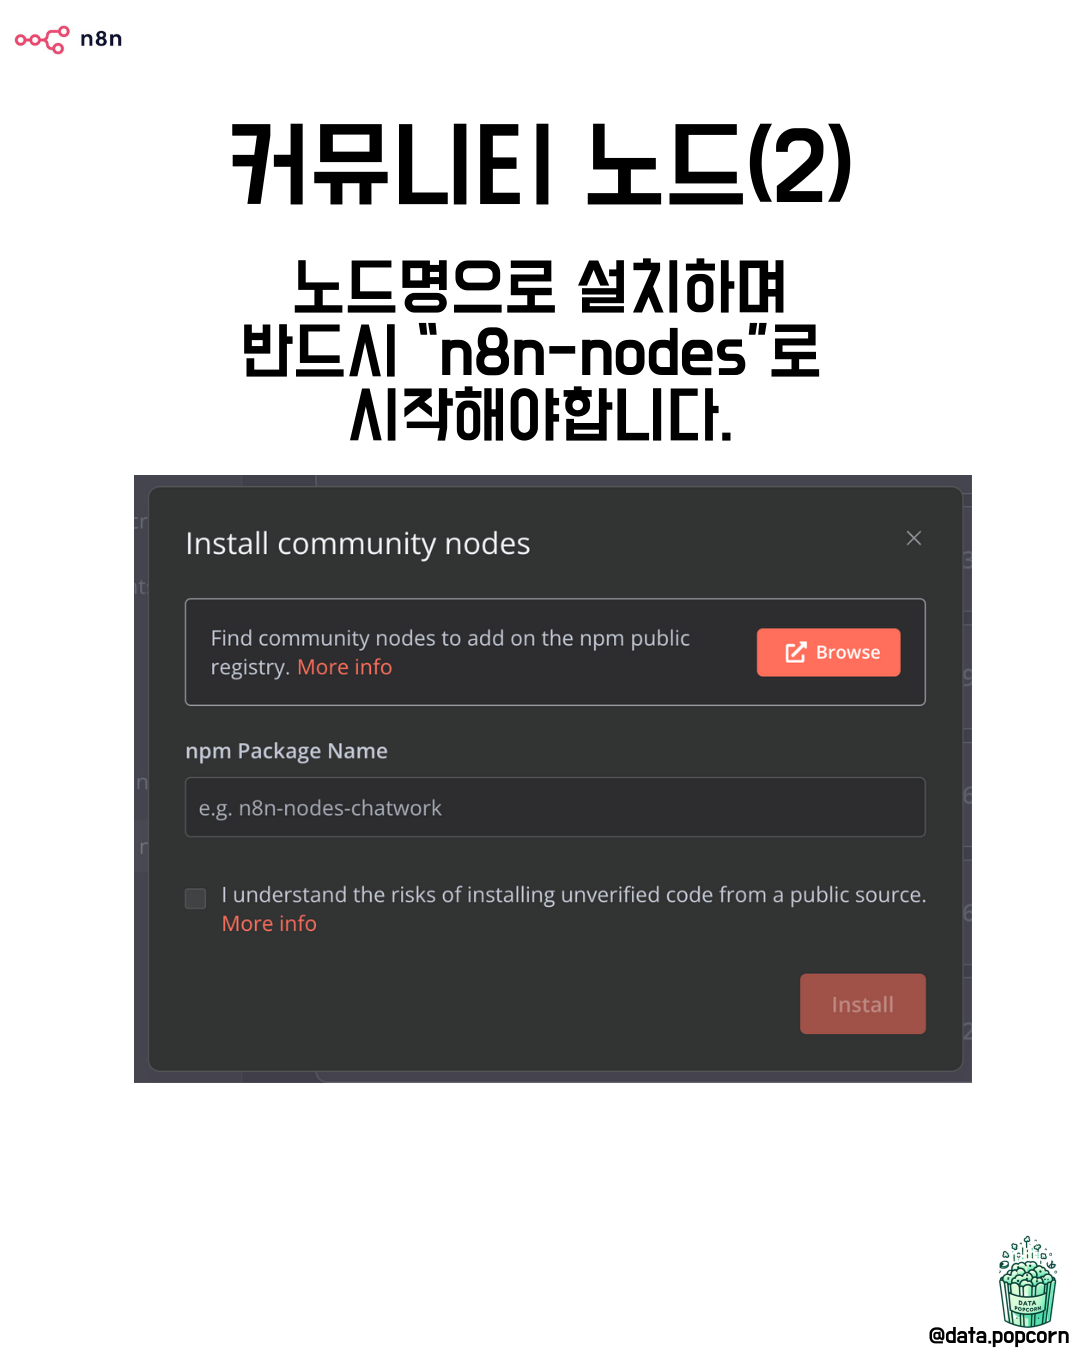 n8n
커뮤니티 노드(2)
노드명으로 설치하며
반드시 “n8n-nodes”로
시작해야합니다.
Install community nodes
Find community nodes to add on the npm public
registry. More info
Browse
npm Package Name
e.g. n8n-nodes-chatwork
I understand the risks of installing unverified code from a public source.
More info
Install
DATA
POPCORN
@data.popcorn